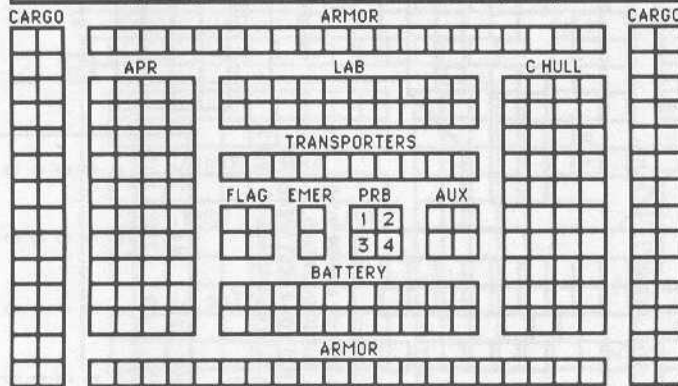 CARGO ARMOR CARGO
APR LAB C HULL
TRANSPORTERS
FLAG EMER PRB AUX
1 2
3 4
BATTERY
ARMOR